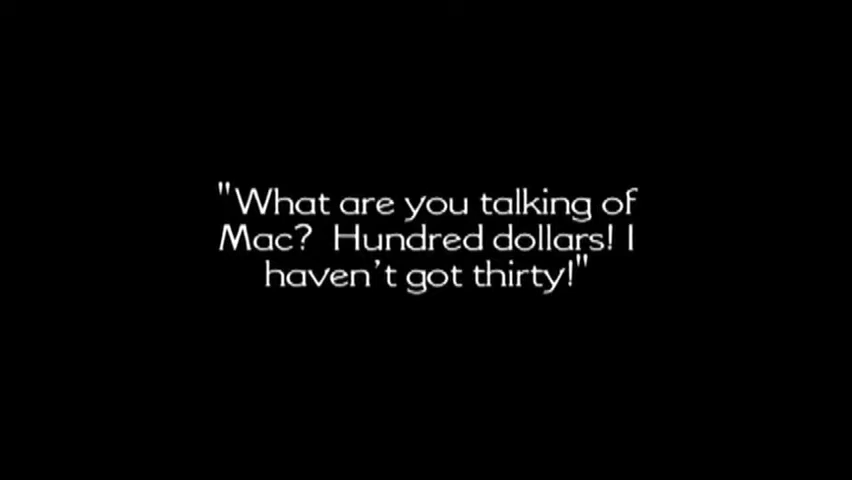 "What are you talking of
Mac?  Hundred dollars! I
haven't got thirty!"